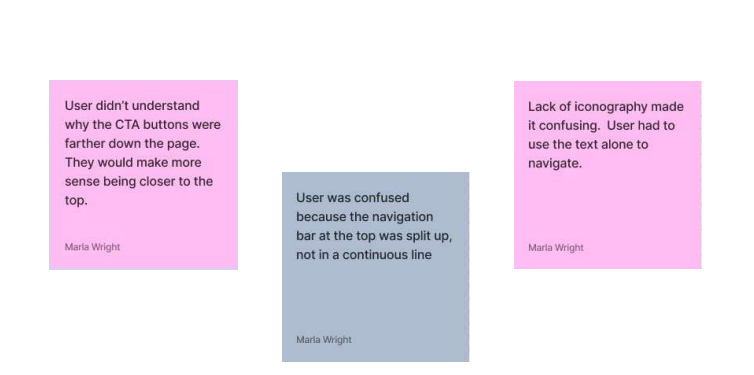 User didn’t understand
why the CTA buttons were
farther down the page.
They would make more
sense being closer to the
top.
Marla Wright
User was confused
because the navigation
bar at the top was split up,
not in a continuous line
Marla Wright
Lack of iconography made
it confusing.  User had to
use the text alone to
navigate.
Marla Wright